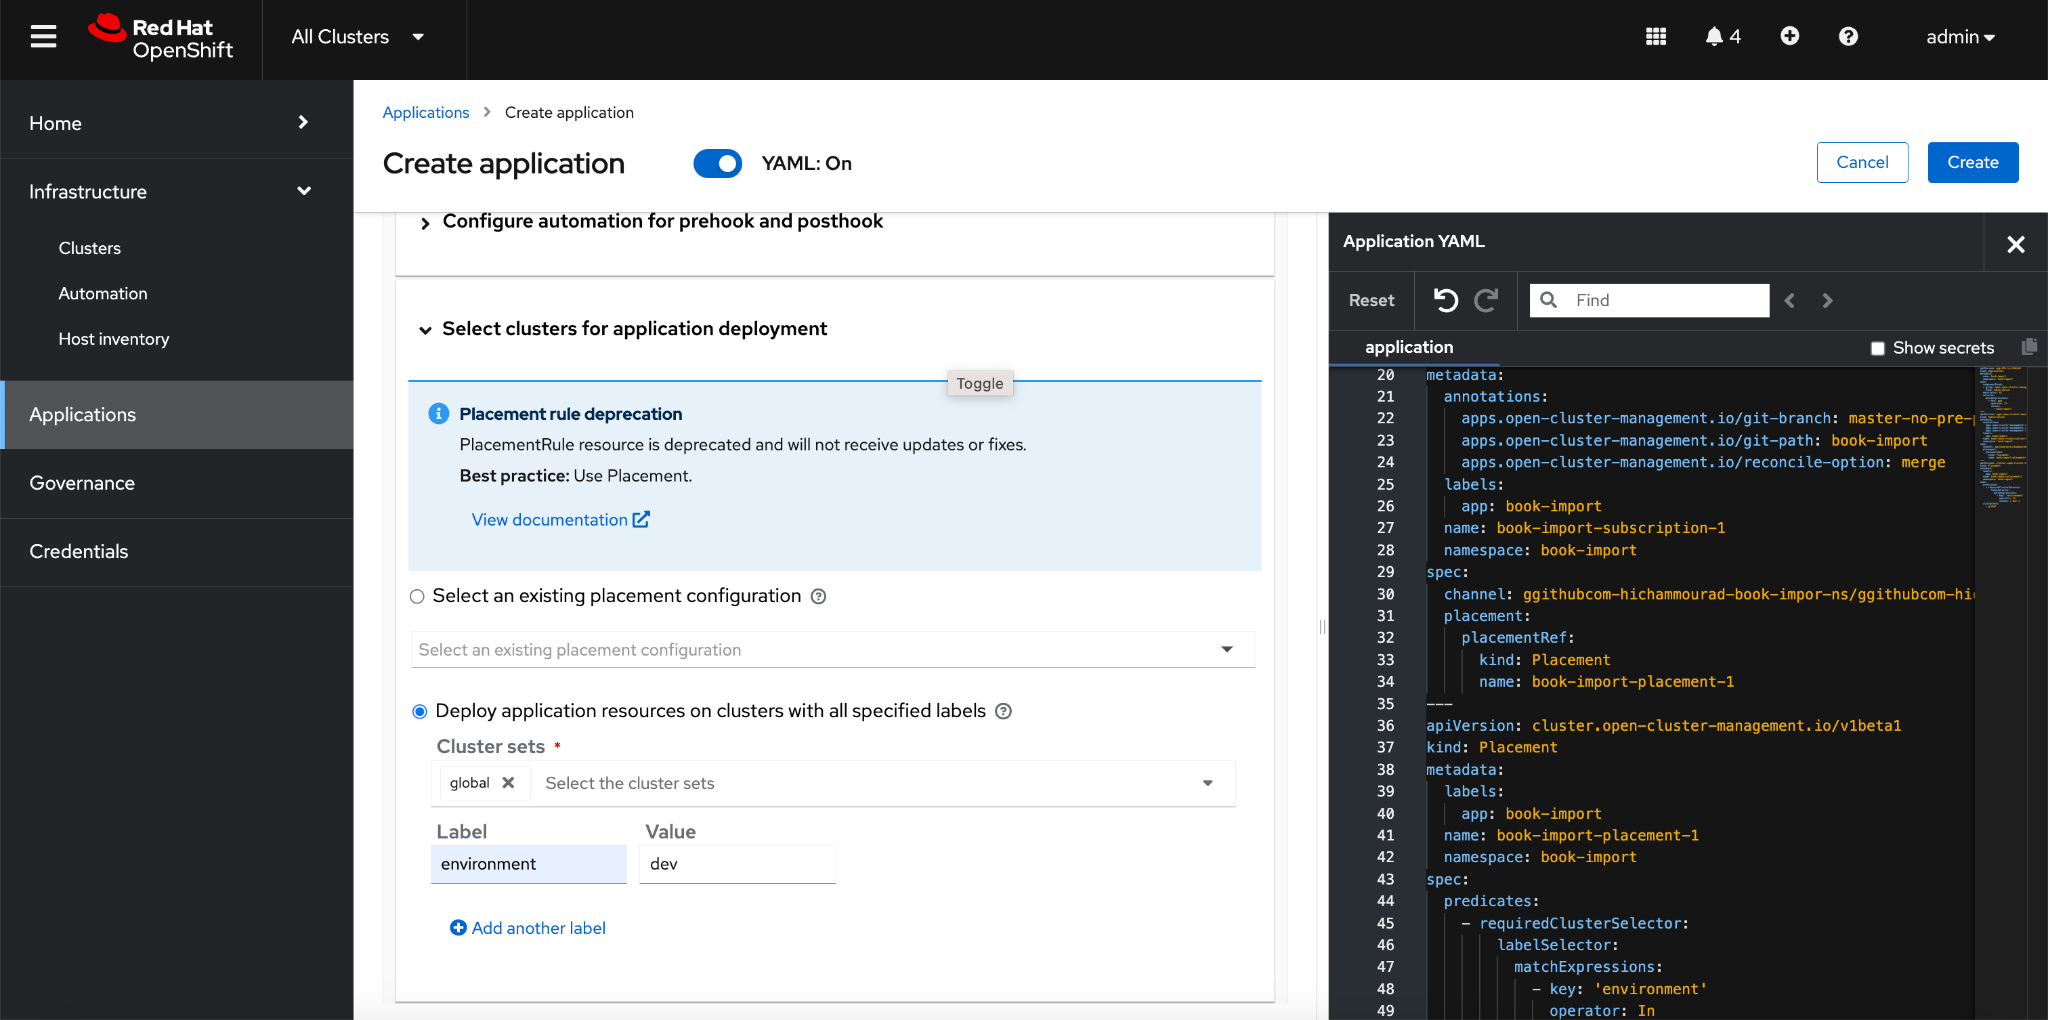 Red Hat
OpenShift
All Clusters
4
admin
Home
Infrastructure
Clusters
Automation
Host inventory
Applications
Governance
Credentials
Applications
Create application
Create application
YAML: On
Cancel
Create
Configure automation for prehook and posthook
Select clusters for application deployment
Toggle
Placement rule deprecation
PlacementRule resource is deprecated and will not receive updates or fixes.
Best practice: Use Placement.
View documentation
Select an existing placement configuration
Select an existing placement configuration
Deploy application resources on clusters with all specified labels
Cluster sets *
global
Select the cluster sets
Label
Value
environment
dev
Add another label
Application YAML
Reset
Find
application
Show secrets
20 metadata:
21 annotations:
22 apps.open-cluster-management.io/git-branch: master-no-pre-
23 apps.open-cluster-management.io/git-path: book-import
24 apps.open-cluster-management.io/reconcile-option: merge
25 labels:
26 app: book-import
27 name: book-import-subscription-1
28 namespace: book-import
29 spec:
30 channel: ggithubcom-hichammourad-book-impor-ns/ggithubcom-hi
31 placement:
32 placementRef:
33 kind: Placement
34 name: book-import-placement-1
35 ---
36 apiVersion: cluster.open-cluster-management.io/v1beta1
37 kind: Placement
38 metadata:
39 labels:
40 app: book-import
41 name: book-import-placement-1
42 namespace: book-import
43 spec:
44 predicates:
45 - requiredClusterSelector:
46 labelSelector:
47 matchExpressions:
48 - key: 'environment'
49 operator: In